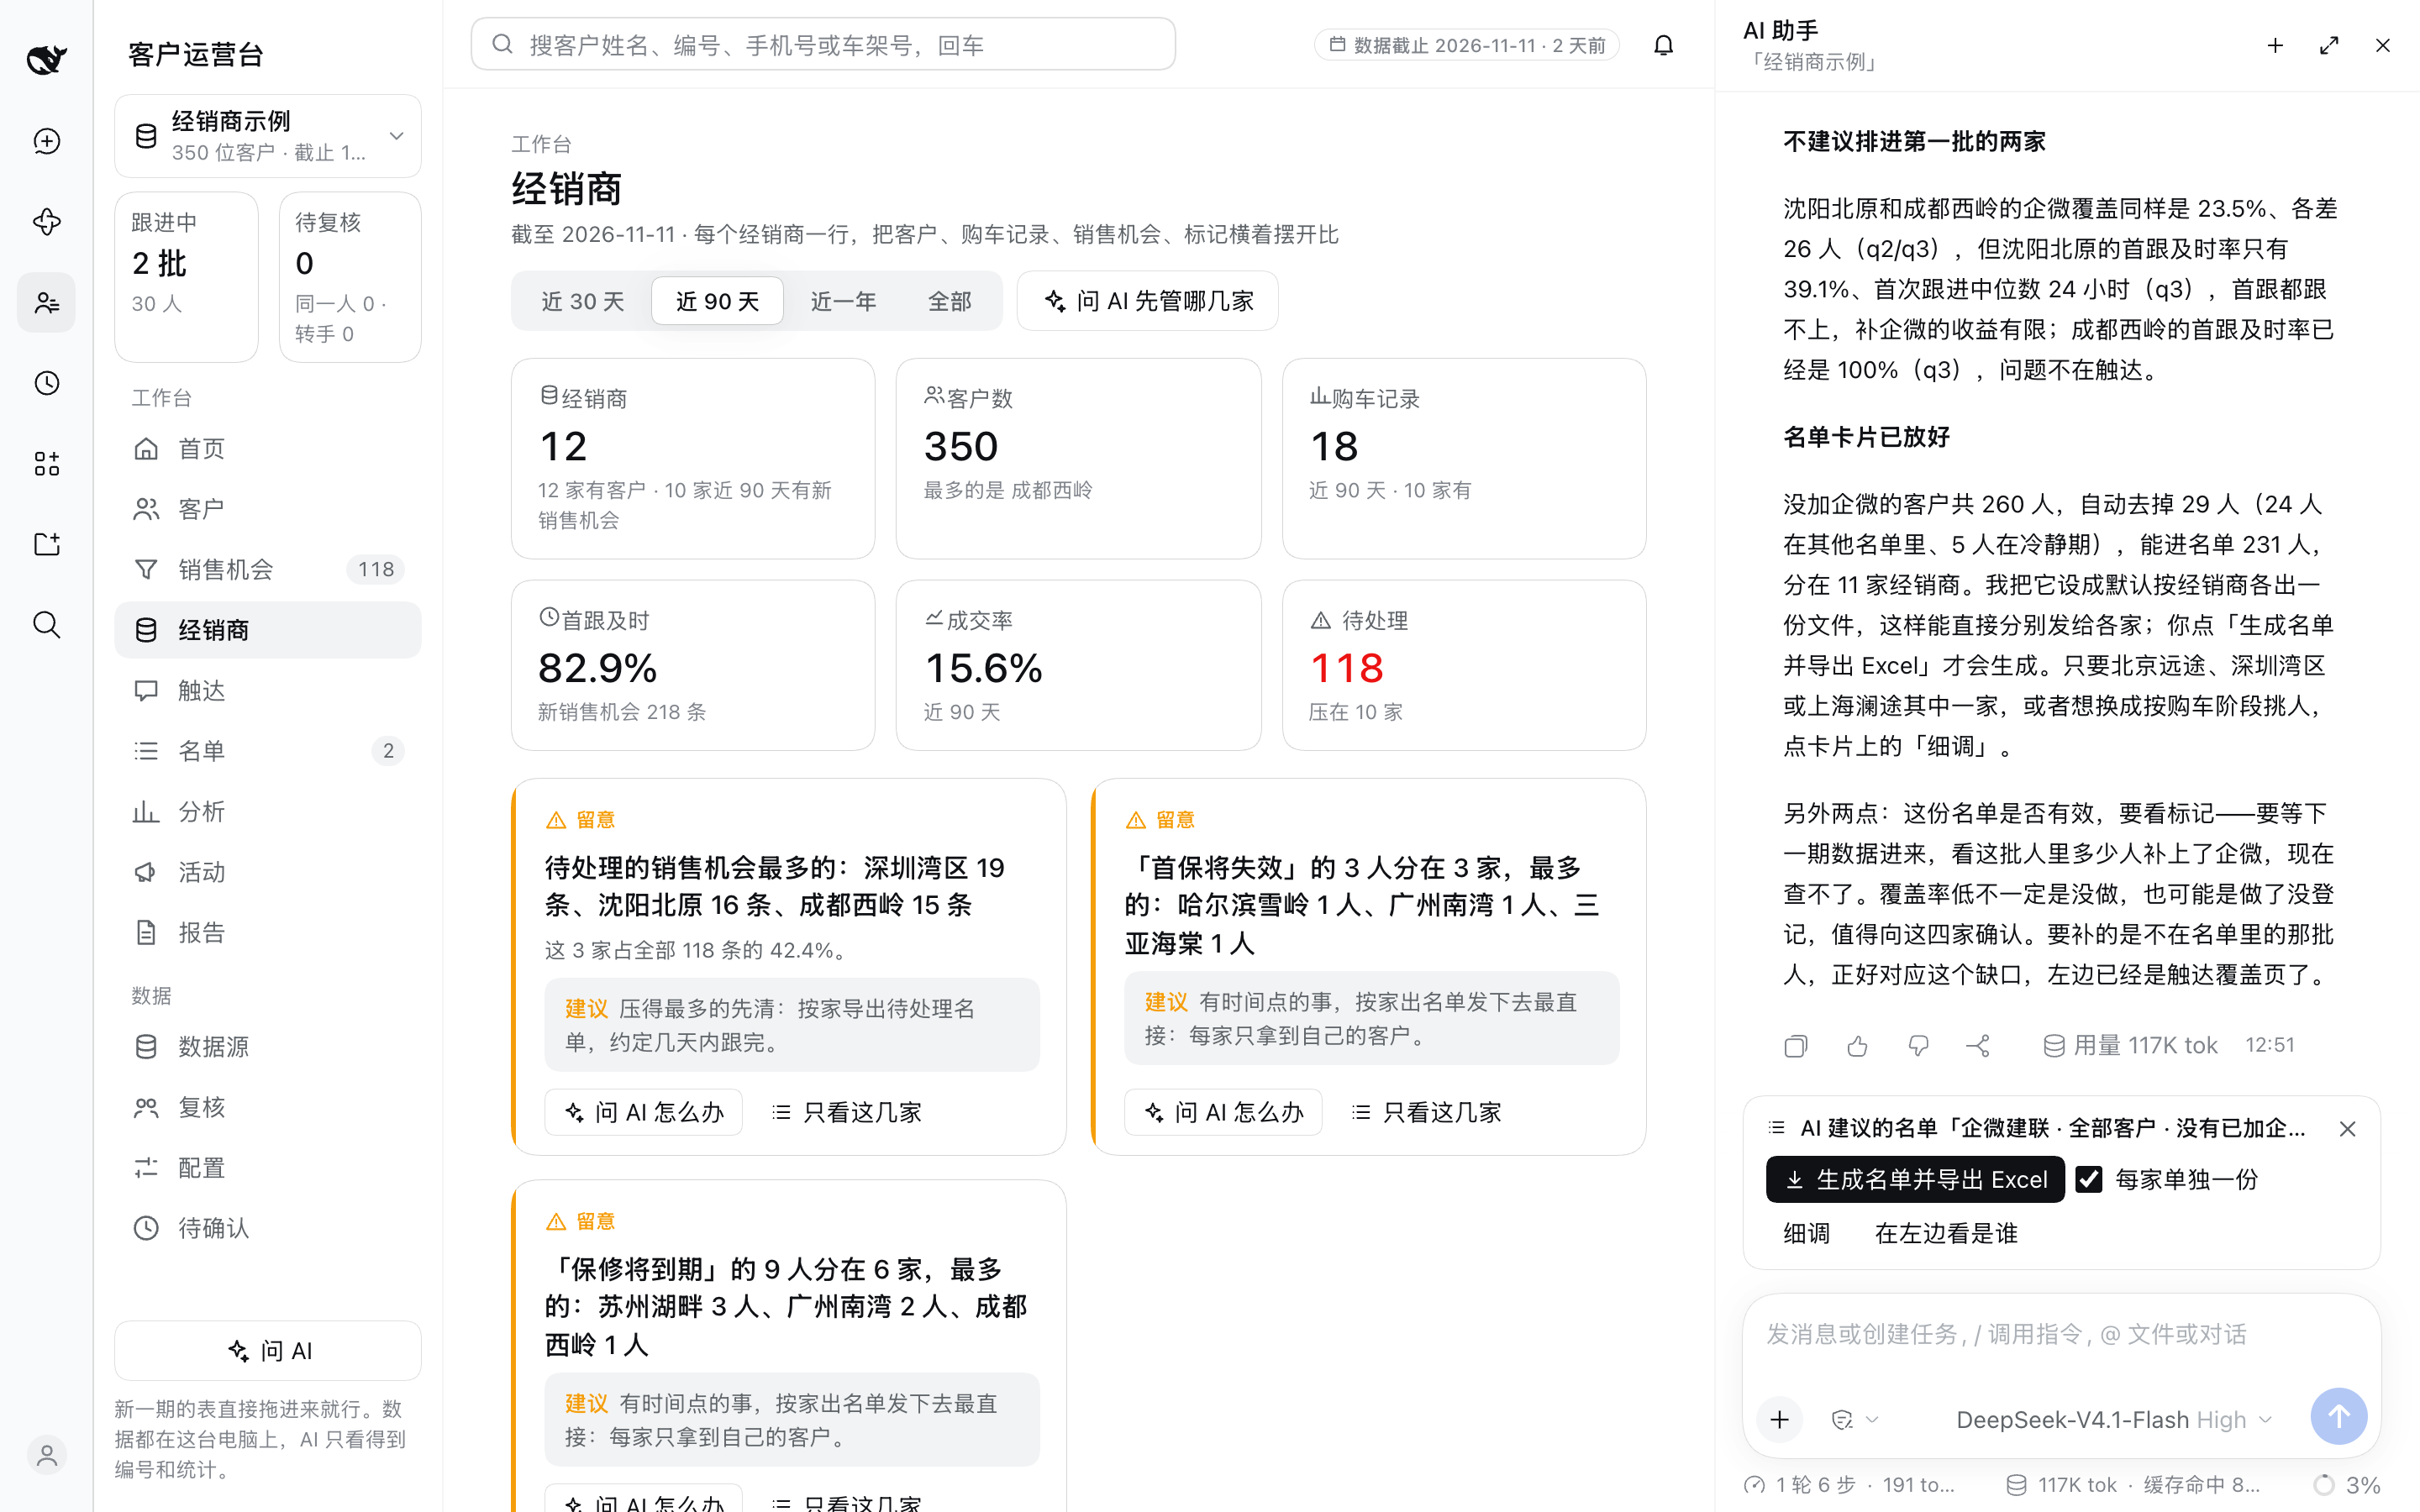 客户运营台
经销商示例
350 位客户 · 截止 1...
跟进中
2 批
30 人
待复核
0
同一人 0 ·
转手 0
工作台
首页
客户
销售机会 118
经销商
触达
名单 2
分析
活动
报告
数据
数据源
复核
配置
待确认
问 AI
新一期的表直接拖进来就行。数
据都在这台电脑上，AI 只看得到
编号和统计。
搜客户姓名、编号、手机号或车架号，回车
数据截止 2026-11-11 · 2 天前
工作台
经销商
截至 2026-11-11 · 每个经销商一行，把客户、购车记录、销售机会、标记横着摆开比
近 30 天 近 90 天 近一年 全部 问 AI 先管哪几家
经销商
12
12 家有客户 · 10 家近 90 天有新
销售机会
客户数
350
最多的是 成都西岭
购车记录
18
近 90 天 · 10 家有
首跟及时
82.9%
新销售机会 218 条
成交率
15.6%
近 90 天
待处理
118
压在 10 家
留意
待处理的销售机会最多的：深圳湾区 19
条、沈阳北原 16 条、成都西岭 15 条
这 3 家占全部 118 条的 42.4%。
建议 压得最多的先清：按家导出待处理名
单，约定几天内跟完。
问 AI 怎么办 只看这几家
留意
「首保将失效」的 3 人分在 3 家，最多
的：哈尔滨雪岭 1 人、广州南湾 1 人、三
亚海棠 1 人
建议 有时间点的事，按家出名单发下去最直
接：每家只拿到自己的客户。
问 AI 怎么办 只看这几家
留意
「保修将到期」的 9 人分在 6 家，最多
的：苏州湖畔 3 人、广州南湾 2 人、成都
西岭 1 人
建议 有时间点的事，按家出名单发下去最直
接：每家只拿到自己的客户。
问 AI 怎么办 只看这几家
AI 助手
「经销商示例」
不建议排进第一批的两家
沈阳北原和成都西岭的企微覆盖同样是 23.5%、各差
26 人（q2/q3），但沈阳北原的首跟及时率只有
39.1%、首次跟进中位数 24 小时（q3），首跟都跟
不上，补企微的收益有限；成都西岭的首跟及时率已
经是 100%（q3），问题不在触达。
名单卡片已放好
没加企微的客户共 260 人，自动去掉 29 人（24 人
在其他名单里、5 人在冷静期），能进名单 231 人，
分在 11 家经销商。我把它设成默认按经销商各出一
份文件，这样能直接分别发给各家；你点「生成名单
并导出 Excel」才会生成。只要北京远途、深圳湾区
或上海澜途其中一家，或者想换成按购车阶段挑人，
点卡片上的「细调」。
另外两点：这份名单是否有效，要看标记——要等下
一期数据进来，看这批人里多少人补上了企微，现在
查不了。覆盖率低不一定是没做，也可能是做了没登
记，值得向这四家确认。要补的是不在名单里的那批
人，正好对应这个缺口，左边已经是触达覆盖页了。
用量 117K tok 12:51
AI 建议的名单「企微建联 · 全部客户 · 没有已加企...
生成名单并导出 Excel 每家单独一份
细调 在左边看是谁
发消息或创建任务, / 调用指令, @ 文件或对话
DeepSeek-V4.1-Flash High
1 轮 6 步 · 191 to... 117K tok · 缓存命中 8... 3%